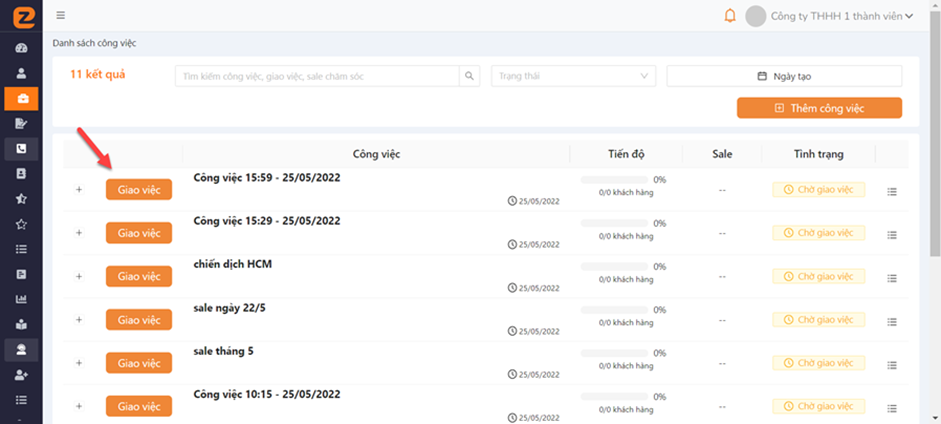 Công ty THHH 1 thành viên
Danh sách công việc
11 kết quả
Tìm kiếm công việc, giao việc, sale chăm sóc
Trạng thái
Ngày tạo
Thêm công việc
Công việc Tiến độ Sale Tình trạng
+ Giao việc Công việc 15:59 - 25/05/2022 25/05/2022 0% 0/0 khách hàng -- Chờ giao việc
+ Giao việc Công việc 15:29 - 25/05/2022 25/05/2022 0% 0/0 khách hàng -- Chờ giao việc
+ Giao việc chiến dịch HCM 25/05/2022 0% 0/0 khách hàng -- Chờ giao việc
+ Giao việc sale ngày 22/5 25/05/2022 0% 0/0 khách hàng -- Chờ giao việc
+ Giao việc sale tháng 5 25/05/2022 0% 0/0 khách hàng -- Chờ giao việc
+ Giao việc Công việc 10:15 - 25/05/2022 25/05/2022 0% 0/0 khách hàng -- Chờ giao việc